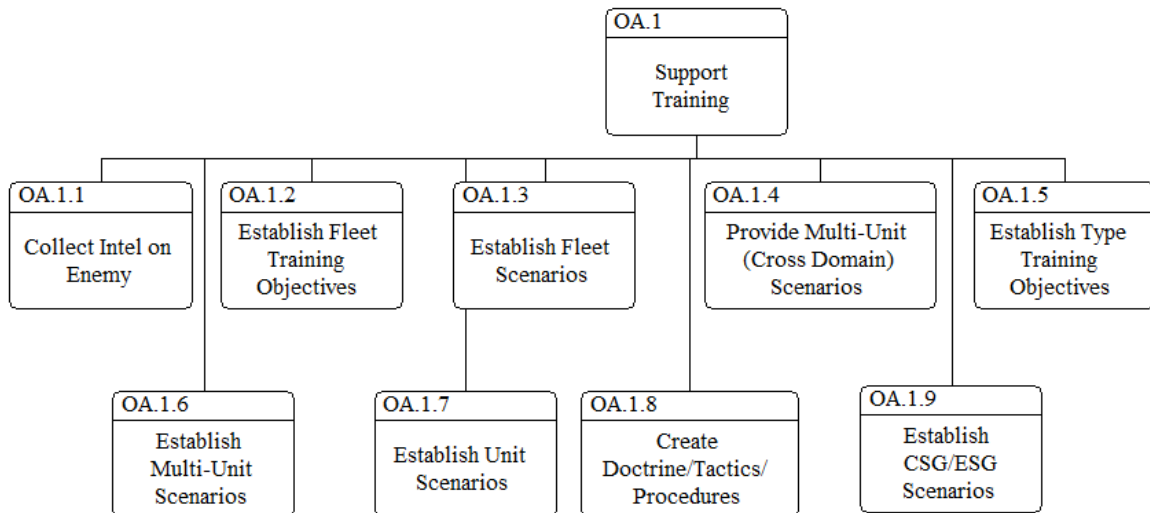 OA.1
Support
Training
OA.1.1
Collect Intel on
Enemy
OA.1.2
Establish Fleet
Training
Objectives
OA.1.3
Establish Fleet
Scenarios
OA.1.4
Provide Multi-Unit
(Cross Domain)
Scenarios
OA.1.5
Establish Type
Training
Objectives
OA.1.6
Establish
Multi-Unit
Scenarios
OA.1.7
Establish Unit
Scenarios
OA.1.8
Create
Doctrine/Tactics/
Procedures
OA.1.9
Establish
CSG/ESG
Scenarios